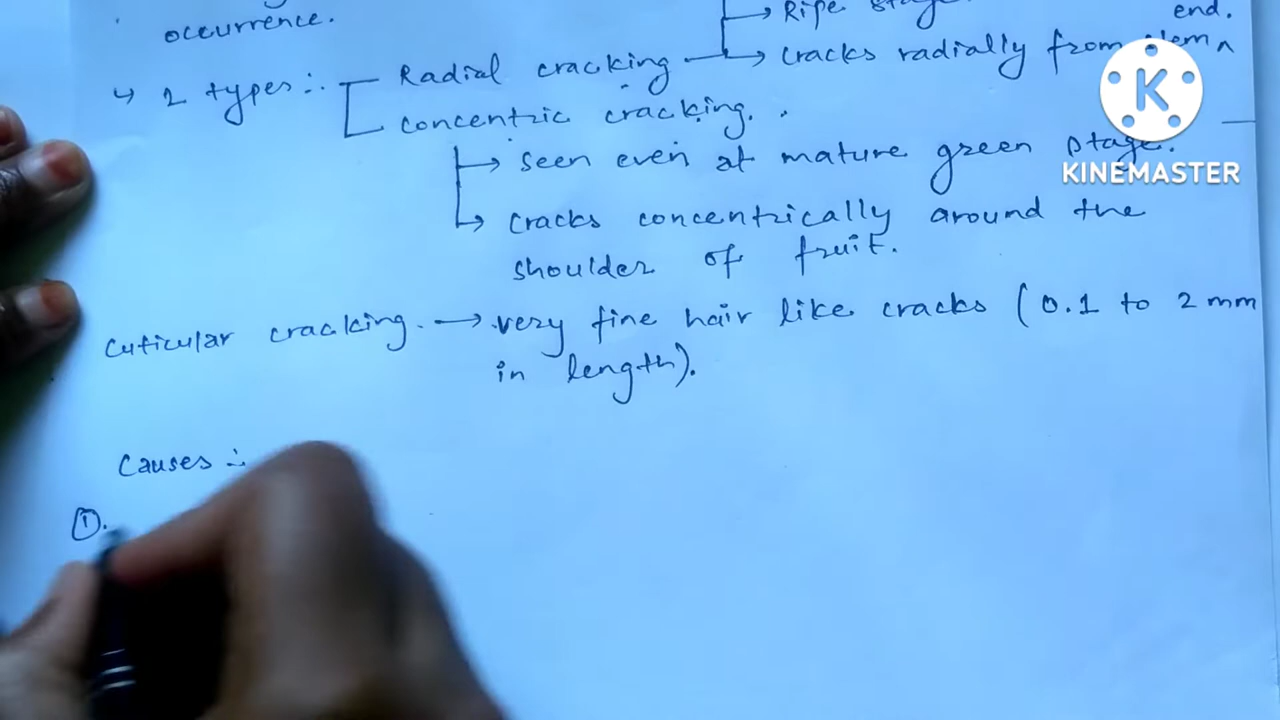 → Ripe stage
occurrence. end.
↳ 2 types :- Radial cracking → cracks radially from stem ^
concentric cracking.
→ seen even at mature green stage.
↳ cracks concentrically around the
shoulder of fruit.
cuticular cracking. → very fine hair like cracks (0.1 to 2 mm
in length).
Causes :-
①.
K
KINEMASTER